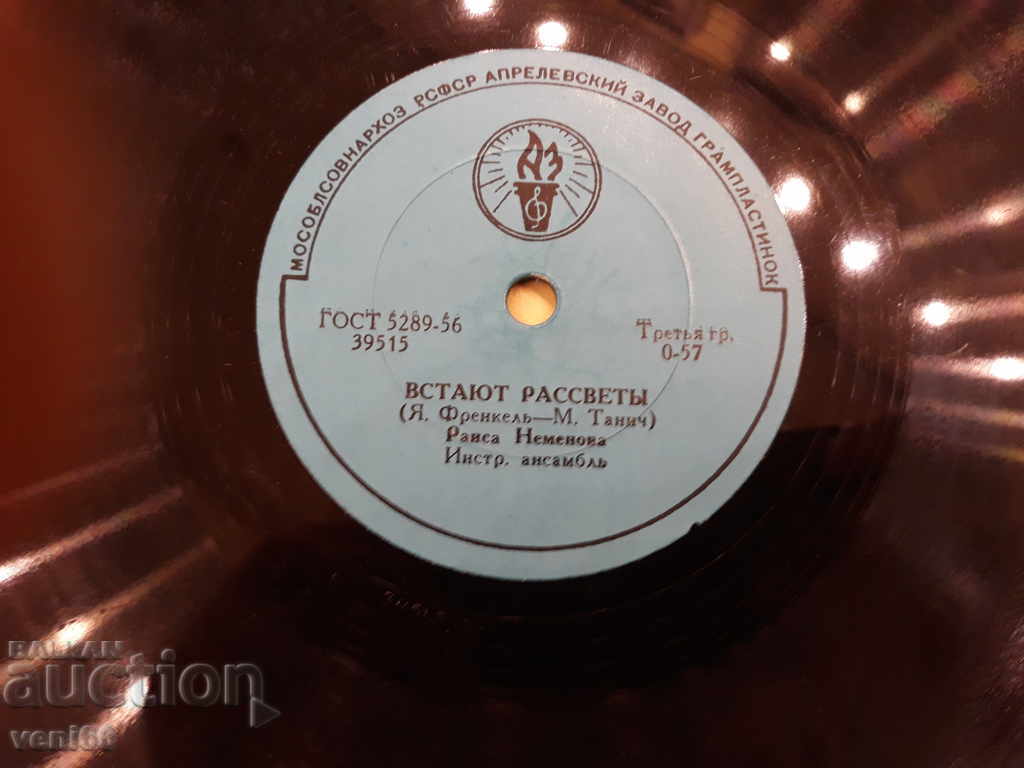 МОСОБЛСОВНАРХОЗ РСФСР АПРЕЛЕВСКИЙ ЗАВОД ГРАМПЛАСТИНОК
АЗ
ГОСТ 5289-56
39515
Третья гр.
0-57
ВСТАЮТ РАССВЕТЫ
(Я. Френкель—М. Танич)
Раиса Неменова
Инстр. ансамбль
BALKAN
auction
veni68